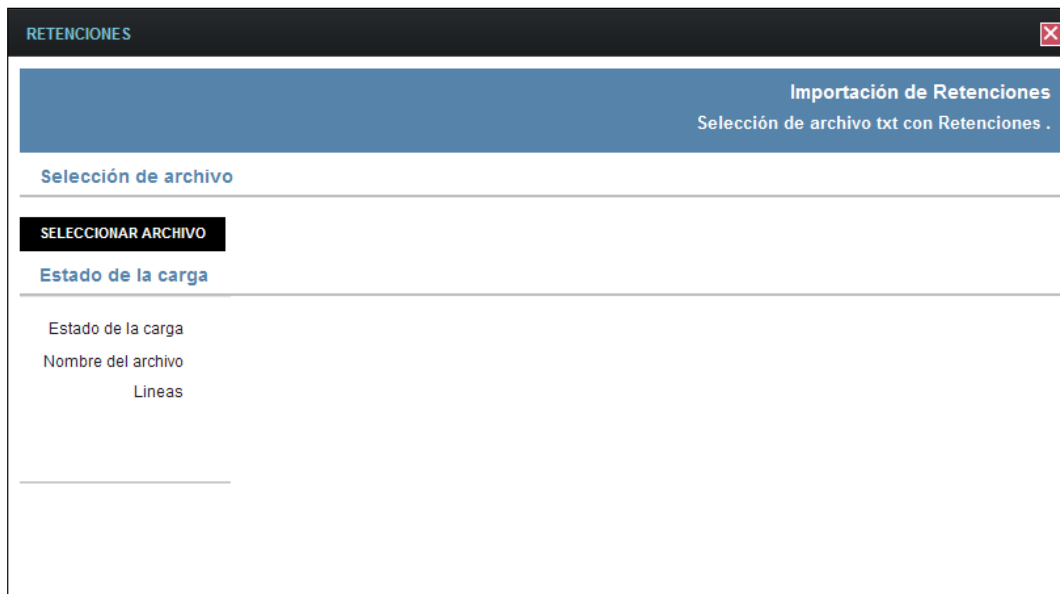 RETENCIONES
Importación de Retenciones
Selección de archivo txt con Retenciones .
Selección de archivo
SELECCIONAR ARCHIVO
Estado de la carga
Estado de la carga
Nombre del archivo
Lineas